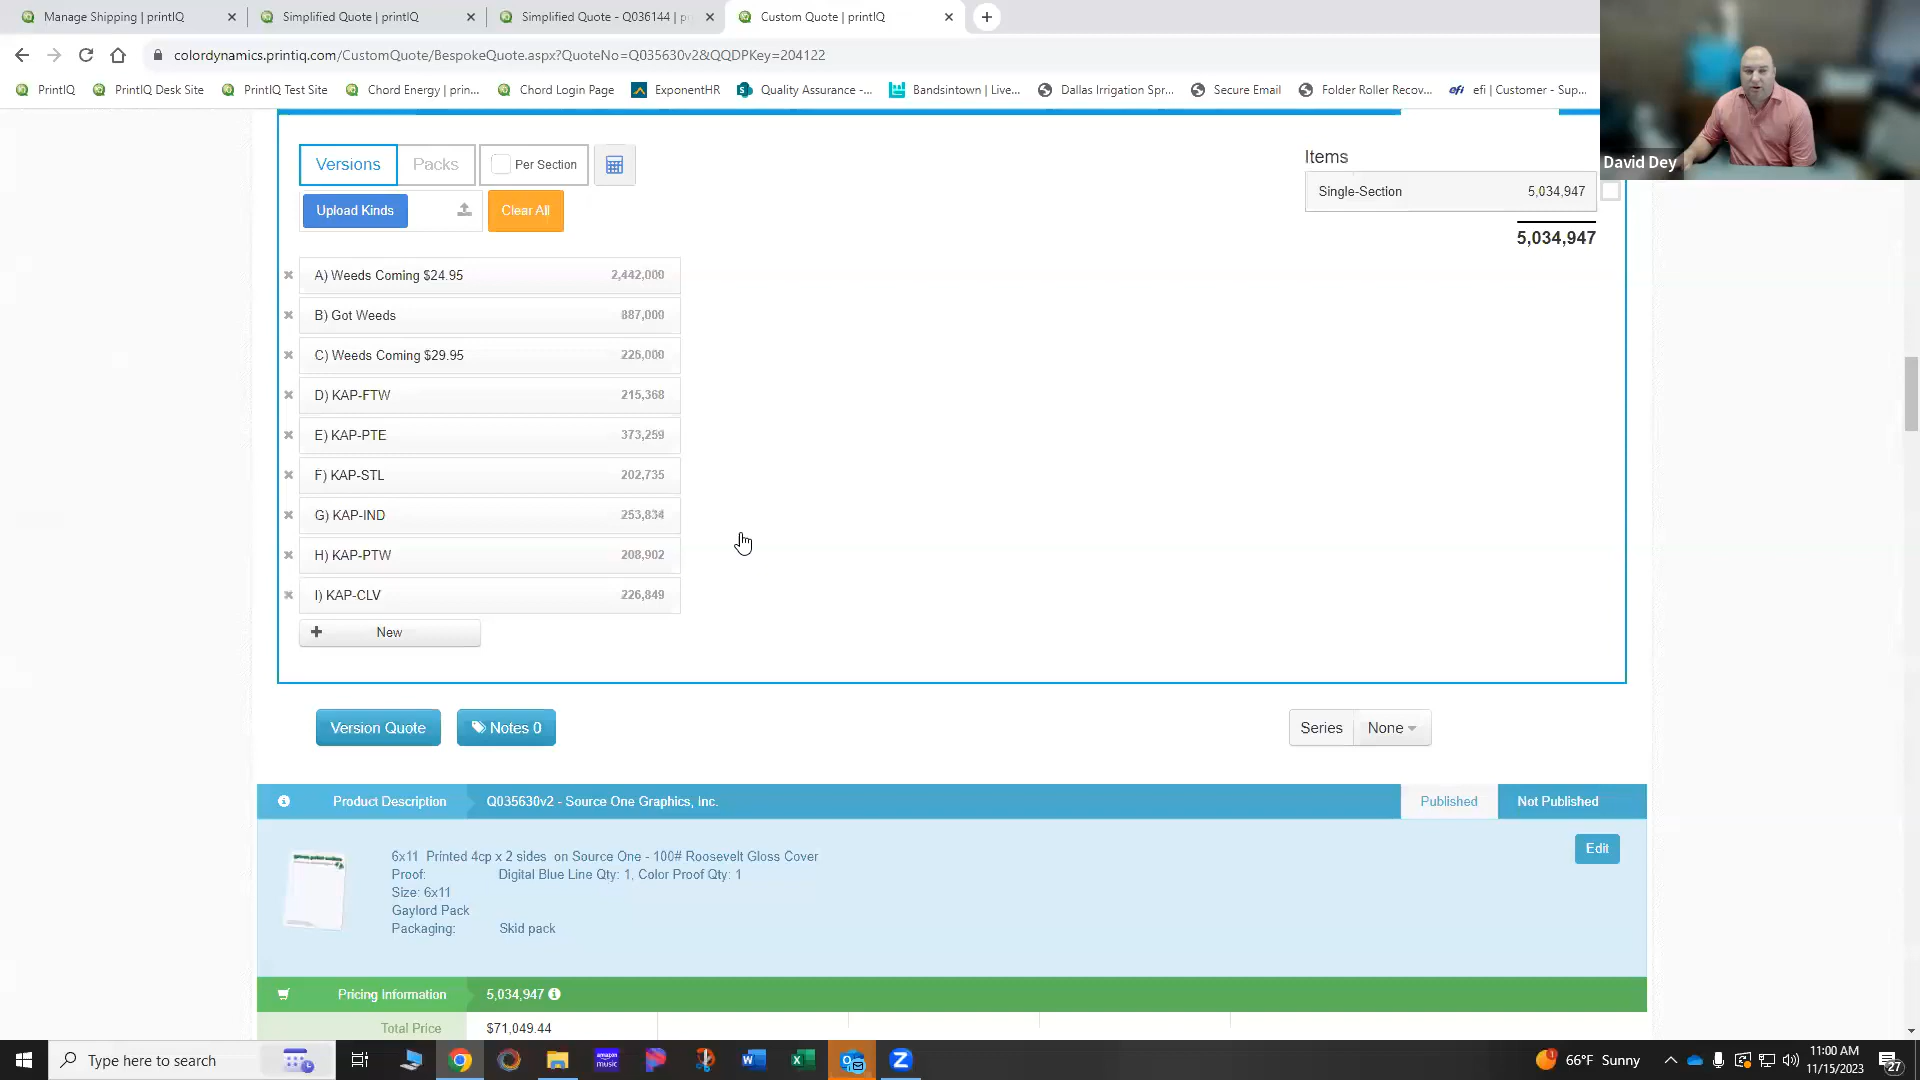 Manage Shipping | printIQ
Simplified Quote | printIQ
Simplified Quote - Q036144 | p
Custom Quote | printIQ
colordynamics.printiq.com/CustomQuote/BespokeQuote.aspx?QuoteNo=Q035630v2&QQDPKey=204122
PrintIQ
PrintIQ Desk Site
PrintIQ Test Site
Chord Energy | prin...
Chord Login Page
ExponentHR
Quality Assurance -...
Bandsintown | Live...
Dallas Irrigation Spr...
Secure Email
Folder Roller Recov...
efi | Customer - Sup...
David Dey
Versions
Packs
Per Section
Upload Kinds
Clear All
Items
Single-Section 5,034,947
5,034,947
A) Weeds Coming $24.95 2,442,000
B) Got Weeds 887,000
C) Weeds Coming $29.95 225,000
D) KAP-FTW 215,368
E) KAP-PTE 373,259
F) KAP-STL 202,735
G) KAP-IND 253,834
H) KAP-PTW 208,902
I) KAP-CLV 226,849
New
Version Quote
Notes 0
Series None
Product Description
Q035630v2 - Source One Graphics, Inc.
Published
Not Published
6x11 Printed 4cp x 2 sides on Source One - 100# Roosevelt Gloss Cover
Proof: Digital Blue Line Qty: 1, Color Proof Qty: 1
Size: 6x11
Gaylord Pack
Packaging: Skid pack
Edit
Pricing Information
5,034,947
Total Price
$71,049.44
Type here to search
66°F Sunny
11:00 AM
11/15/2023
27